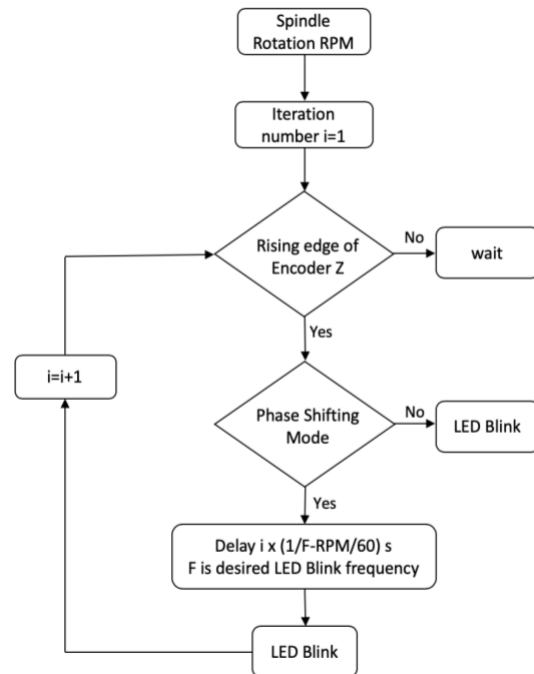 Spindle
Rotation RPM
Iteration
number i=1
Rising edge of
Encoder Z
No
wait
Yes
i=i+1
Phase Shifting
Mode
No
LED Blink
Yes
Delay i x (1/F-RPM/60) s
F is desired LED Blink frequency
LED Blink